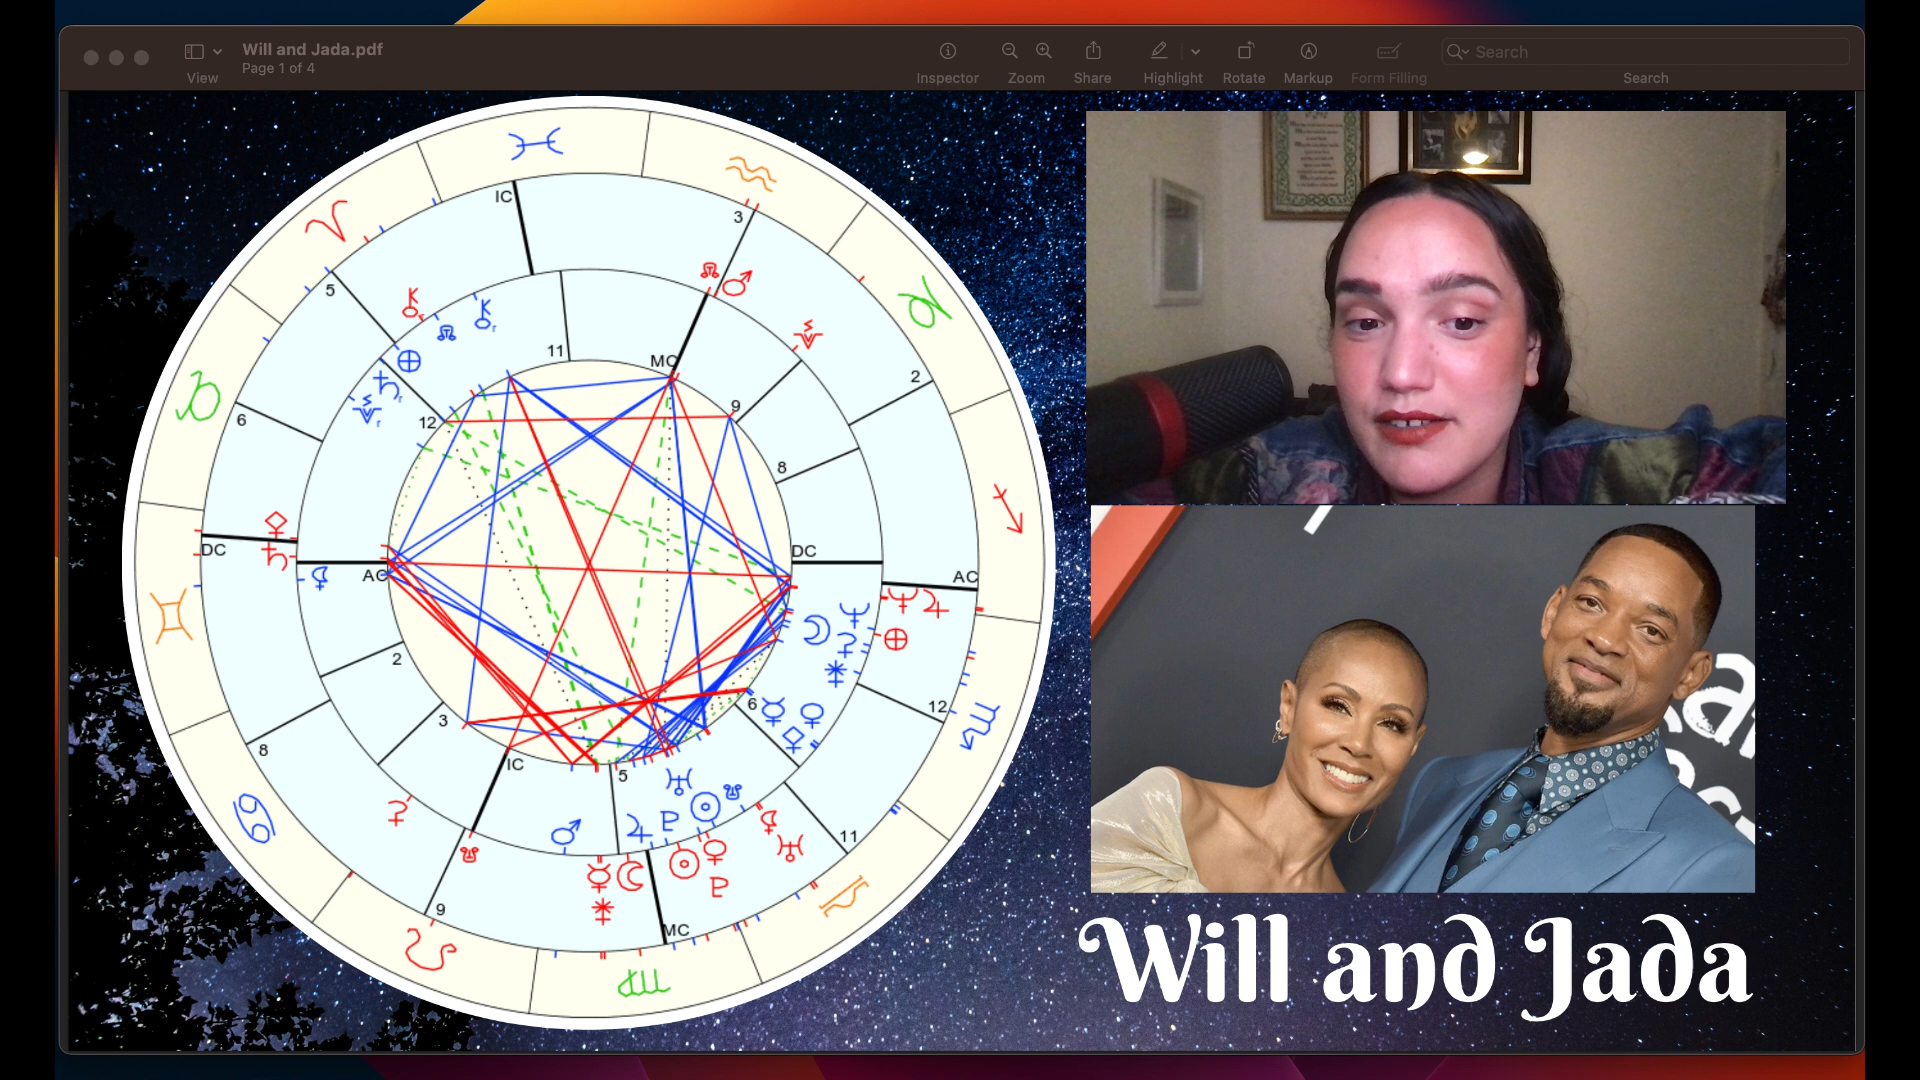 Will and Jada.pdf
Page 1 of 4
View
Inspector
Zoom
Share
Highlight
Rotate
Markup
Form Filling
Search
Search
IC
3
5
11
MC
2
6
12
9
8
DC
AC
DC
AC
2
3
IC
5
6
12
8
9
MC
11
Will and Jada